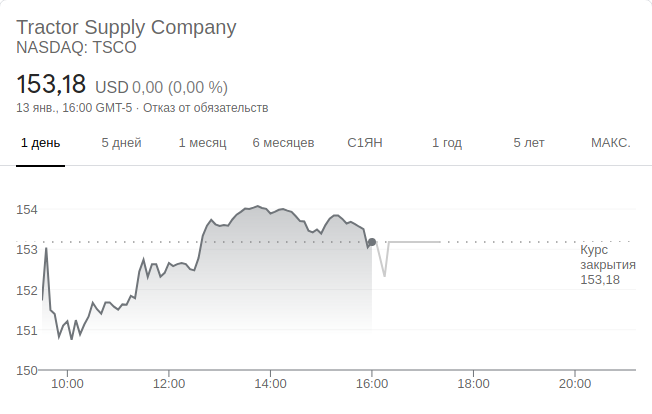 Tractor Supply Company
NASDAQ: TSCO
153,18 USD 0,00 (0,00 %)
13 янв., 16:00 GMT-5 · Отказ от обязательств
1 день 5 дней 1 месяц 6 месяцев С1ЯН 1 год 5 лет МАКС.
154
153
152
151
150
Курс
закрытия
153,18
10:00 12:00 14:00 16:00 18:00 20:00